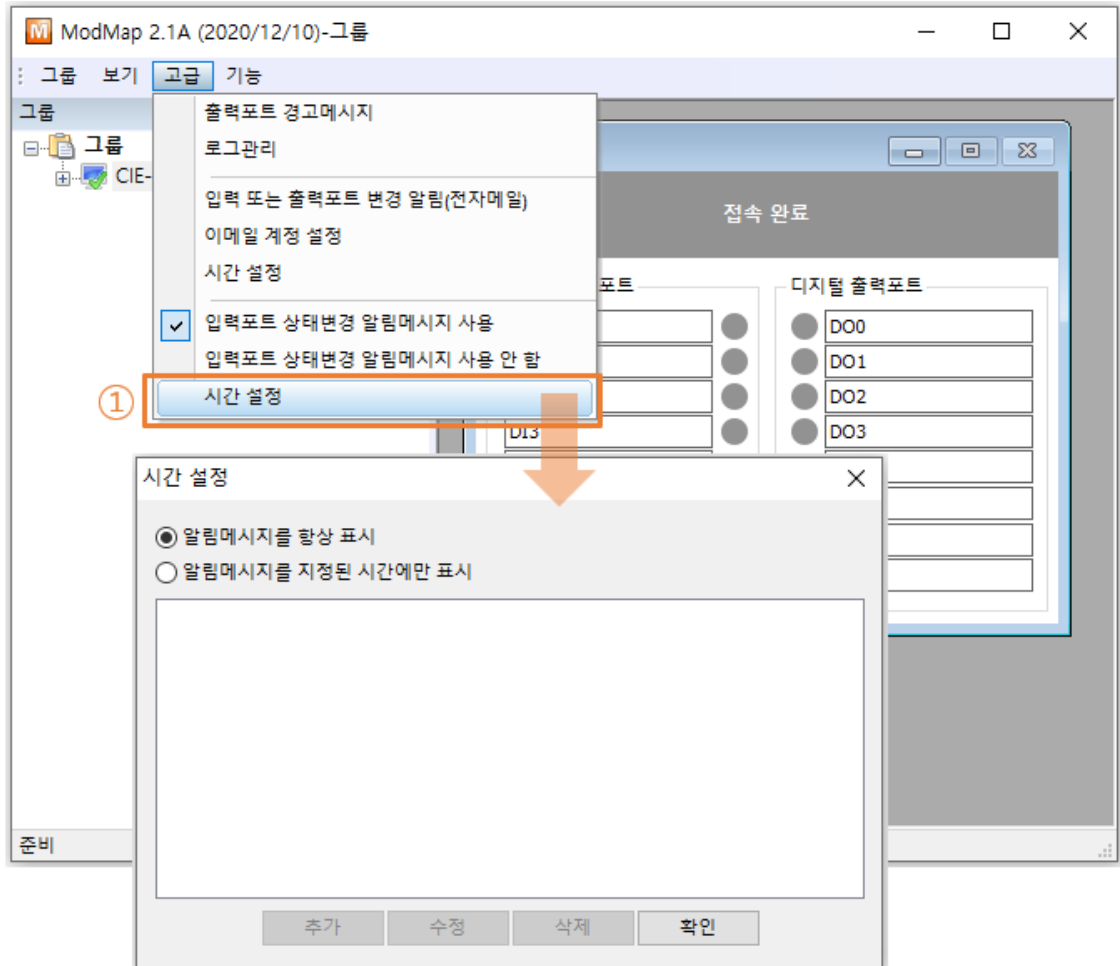 ModMap 2.1A (2020/12/10)-그룹
그룹 보기 고급 기능
그룹
그룹
CIE-
출력포트 경고메시지
로그관리
입력 또는 출력포트 변경 알림(전자메일)
이메일 계정 설정
시간 설정
입력포트 상태변경 알림메시지 사용
입력포트 상태변경 알림메시지 사용 안 함
① 시간 설정
접속 완료
포트
디지털 출력포트
DO0
DO1
DO2
DI3
DO3
시간 설정
알림메시지를 항상 표시
알림메시지를 지정된 시간에만 표시
추가 수정 삭제 확인
준비